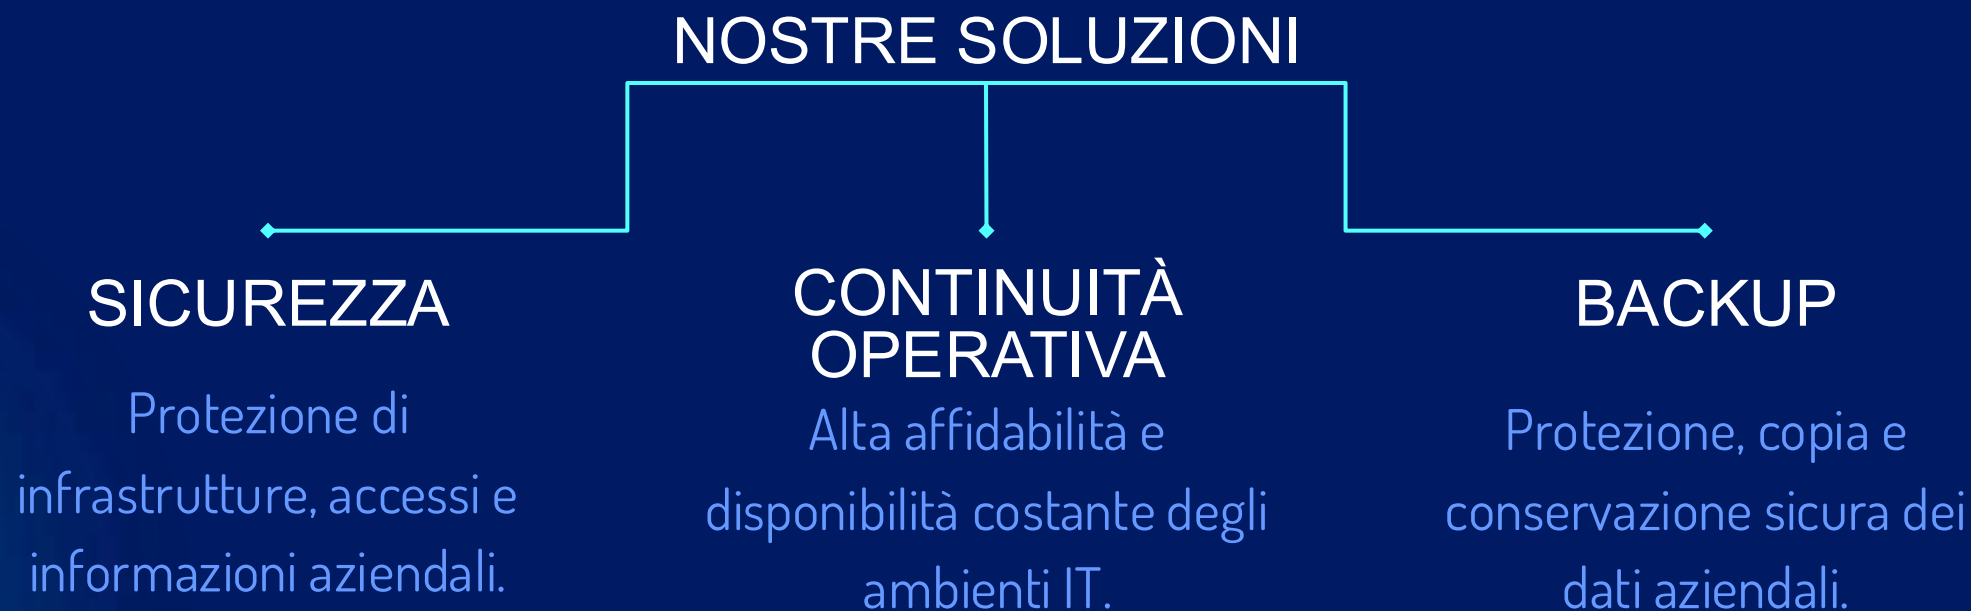 NOSTRE SOLUZIONI
SICUREZZA
Protezione di
infrastrutture, accessi e
informazioni aziendali.
CONTINUITÀ
OPERATIVA
Alta affidabilità e
disponibilità costante degli
ambienti IT.
BACKUP
Protezione, copia e
conservazione sicura dei
dati aziendali.